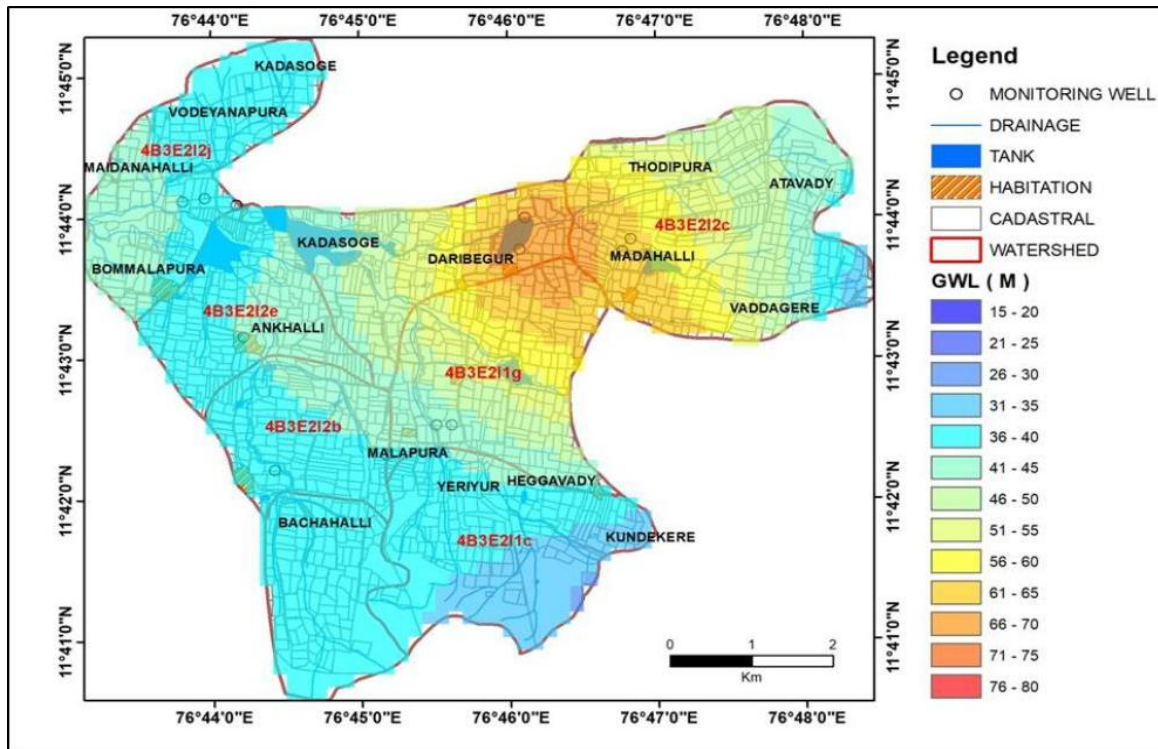 76°44'0"E 76°45'0"E 76°46'0"E 76°47'0"E 76°48'0"E
11°45'0"N
11°44'0"N
11°43'0"N
11°42'0"N
11°41'0"N
KADASOGE
VODEYANAPURA
4B3E2I2j
MAIDANAHALLI
THODIPURA
ATAVADY
4B3E2I2c
KADASOGE
DARIBEGUR
MADAHALLI
BOMMALAPURA
4B3E2I2e
VADDAGERE
ANKHALLI
4B3E2I1g
4B3E2I2b
MALAPURA
YERIYUR
HEGGAVADY
BACHAHALLI
4B3E2I1c
KUNDEKERE
0 1 2
Km
11°45'0"N
11°44'0"N
11°43'0"N
11°42'0"N
11°41'0"N
76°44'0"E 76°45'0"E 76°46'0"E 76°47'0"E 76°48'0"E
Legend
MONITORING WELL
DRAINAGE
TANK
HABITATION
CADASTRAL
WATERSHED
GWL ( M )
15 - 20
21 - 25
26 - 30
31 - 35
36 - 40
41 - 45
46 - 50
51 - 55
56 - 60
61 - 65
66 - 70
71 - 75
76 - 80